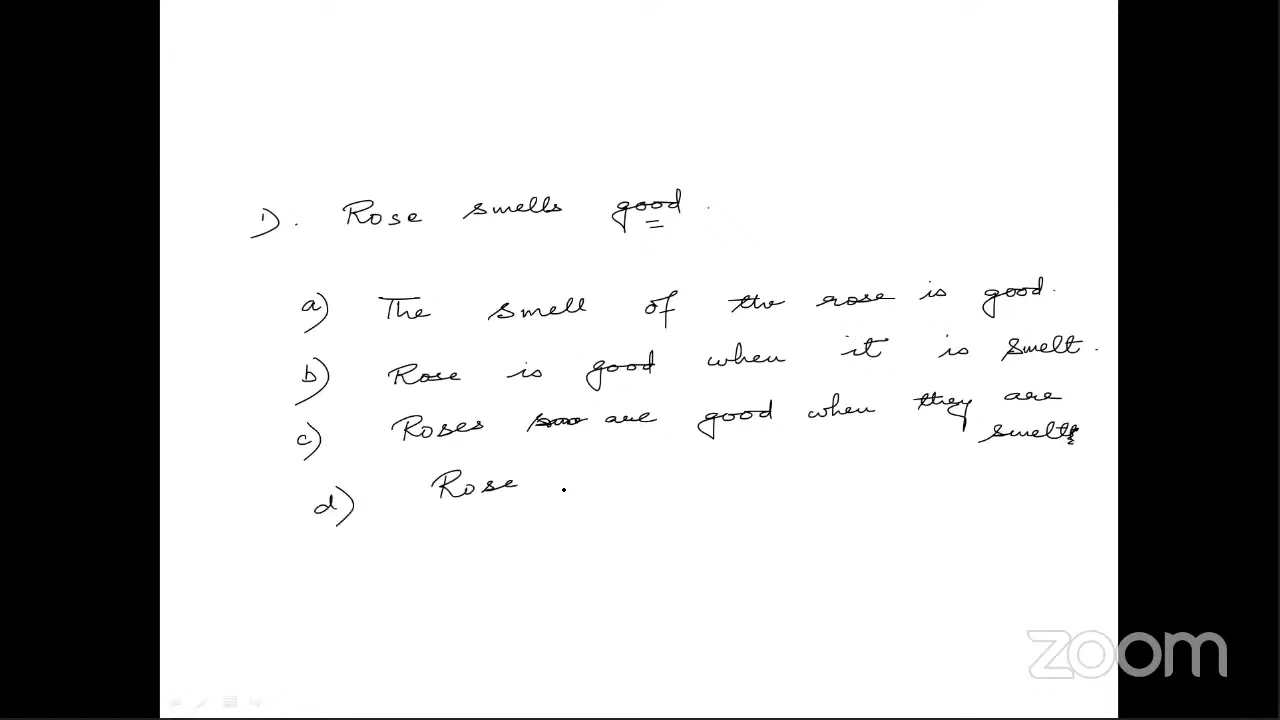 1). Rose smells good.
a) The smell of the rose is good.
b) Rose is good when it is smelt.
c) Roses are good when they are
smelt
d) Rose .
zoom